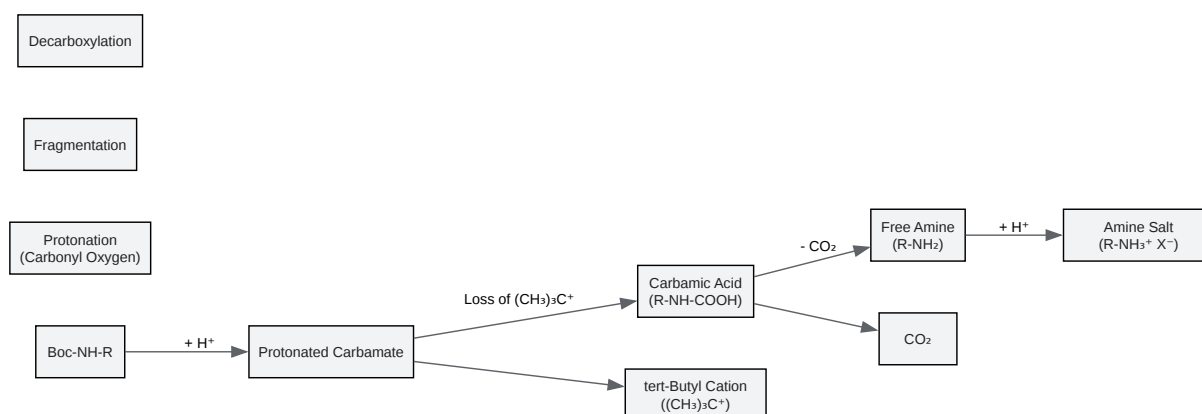 Decarboxylation
Fragmentation
Protonation
(Carbonyl Oxygen)
Boc-NH-R
+ H⁺
Protonated Carbamate
Loss of (CH₃)₃C⁺
Carbamic Acid
(R-NH-COOH)
tert-Butyl Cation
((CH₃)₃C⁺)
- CO₂
Free Amine
(R-NH₂)
CO₂
+ H⁺
Amine Salt
(R-NH₃⁺ X⁻)